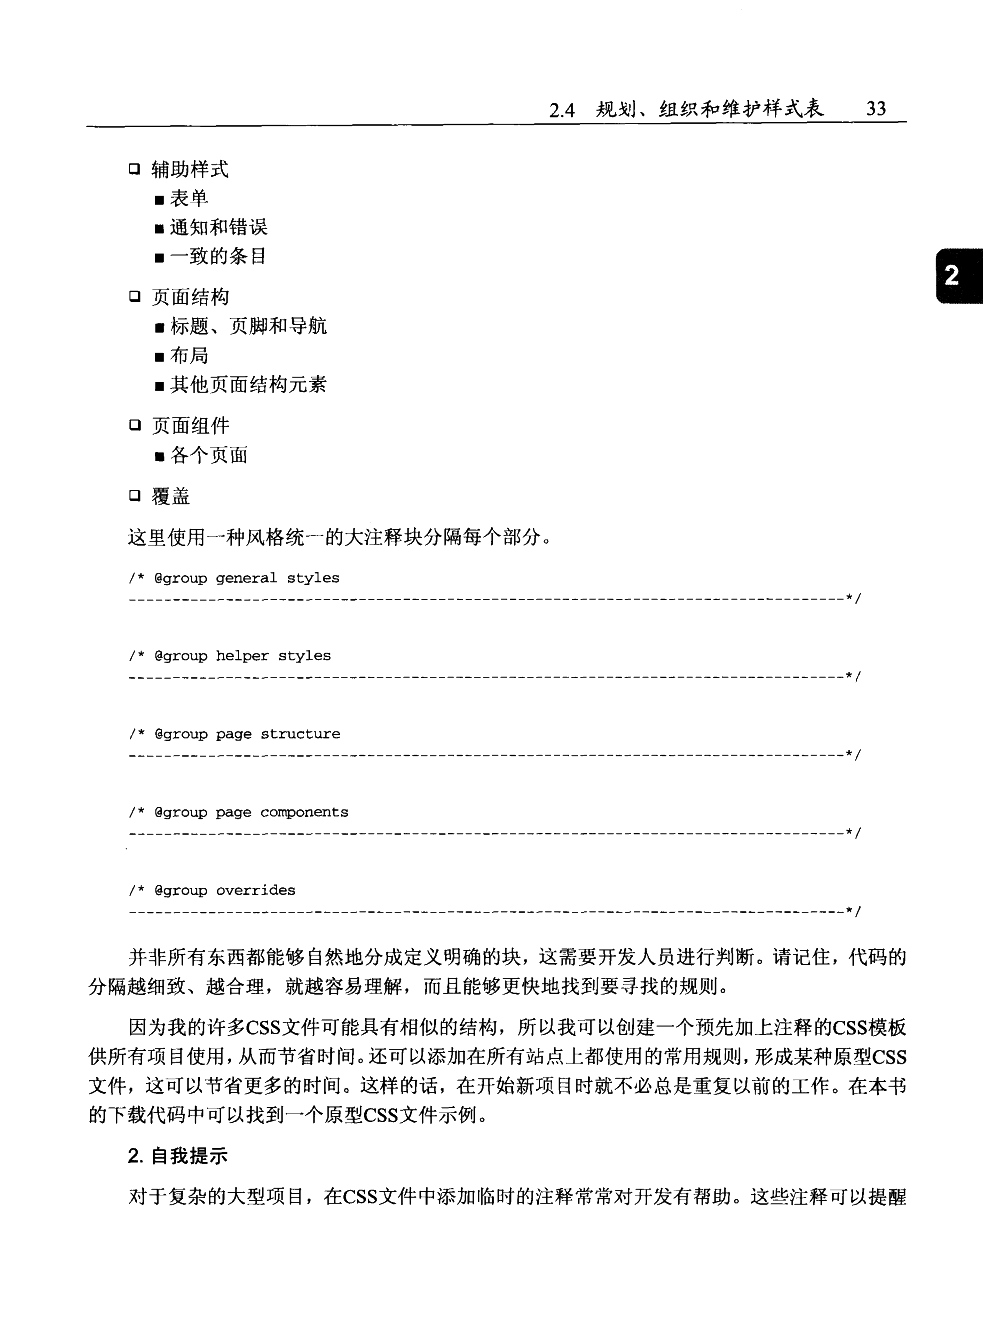 2.4 规划、组织和维护样式表 33
❑ 辅助样式
■ 表单
■ 通知和错误
■ 一致的条目
2
❑ 页面结构
■ 标题、页脚和导航
■ 布局
■ 其他页面结构元素
❑ 页面组件
■ 各个页面
❑ 覆盖
这里使用一种风格统一的大注释块分隔每个部分。
/* @group general styles
---------------------------------------------------------------------------------*/
/* @group helper styles
---------------------------------------------------------------------------------*/
/* @group page structure
---------------------------------------------------------------------------------*/
/* @group page components
---------------------------------------------------------------------------------*/
/* @group overrides
---------------------------------------------------------------------------------*/
并非所有东西都能够自然地分成定义明确的块，这需要开发人员进行判断。请记住，代码的
分隔越细致、越合理，就越容易理解，而且能够更快地找到要寻找的规则。
因为我的许多CSS文件可能具有相似的结构，所以我可以创建一个预先加上注释的CSS模板
供所有项目使用，从而节省时间。还可以添加在所有站点上都使用的常用规则，形成某种原型CSS
文件，这可以节省更多的时间。这样的话，在开始新项目时就不必总是重复以前的工作。在本书
的下载代码中可以找到一个原型CSS文件示例。
2. 自我提示
对于复杂的大型项目，在CSS文件中添加临时的注释常常对开发有帮助。这些注释可以提醒